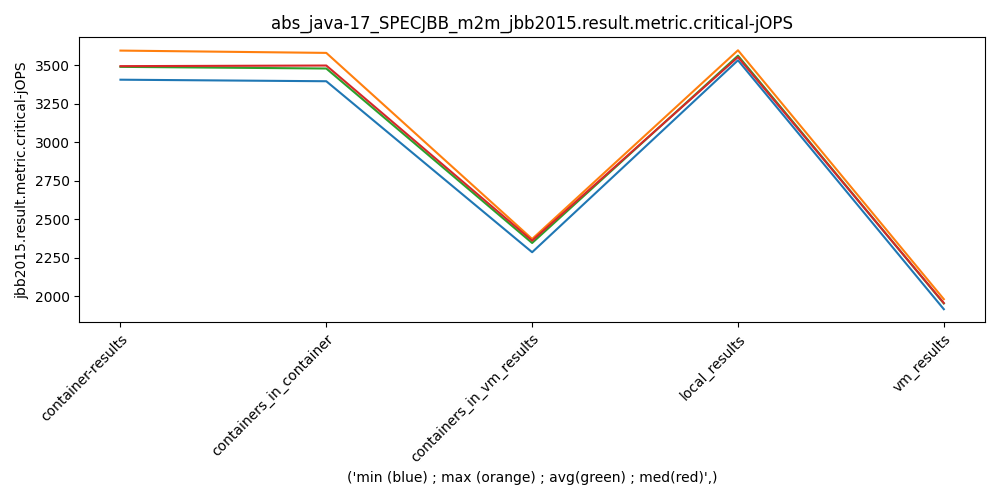 abs_java-17_SPECJBB_m2m_jbb2015.result.metric.critical-jOPS
jbb2015.result.metric.critical-jOPS
3500
3250
3000
2750
2500
2250
2000
container-results
containers_in_container
containers_in_vm_results
local_results
vm_results
('min (blue) ; max (orange) ; avg(green) ; med(red)',)